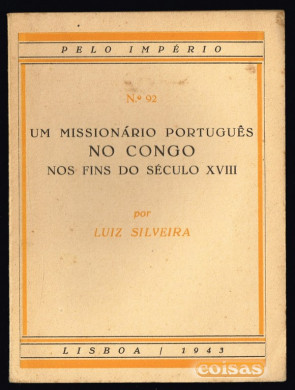 PELO IMPÉRIO
N.º 92
UM MISSIONÁRIO PORTUGUÊS
NO CONGO
NOS FINS DO SÉCULO XVIII
por
LUIZ SILVEIRA
LISBOA / 1943
coisas